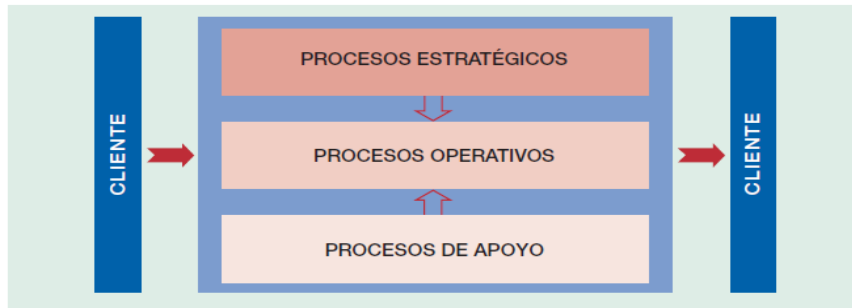 CLIENTE
PROCESOS ESTRATÉGICOS
PROCESOS OPERATIVOS
PROCESOS DE APOYO
CLIENTE